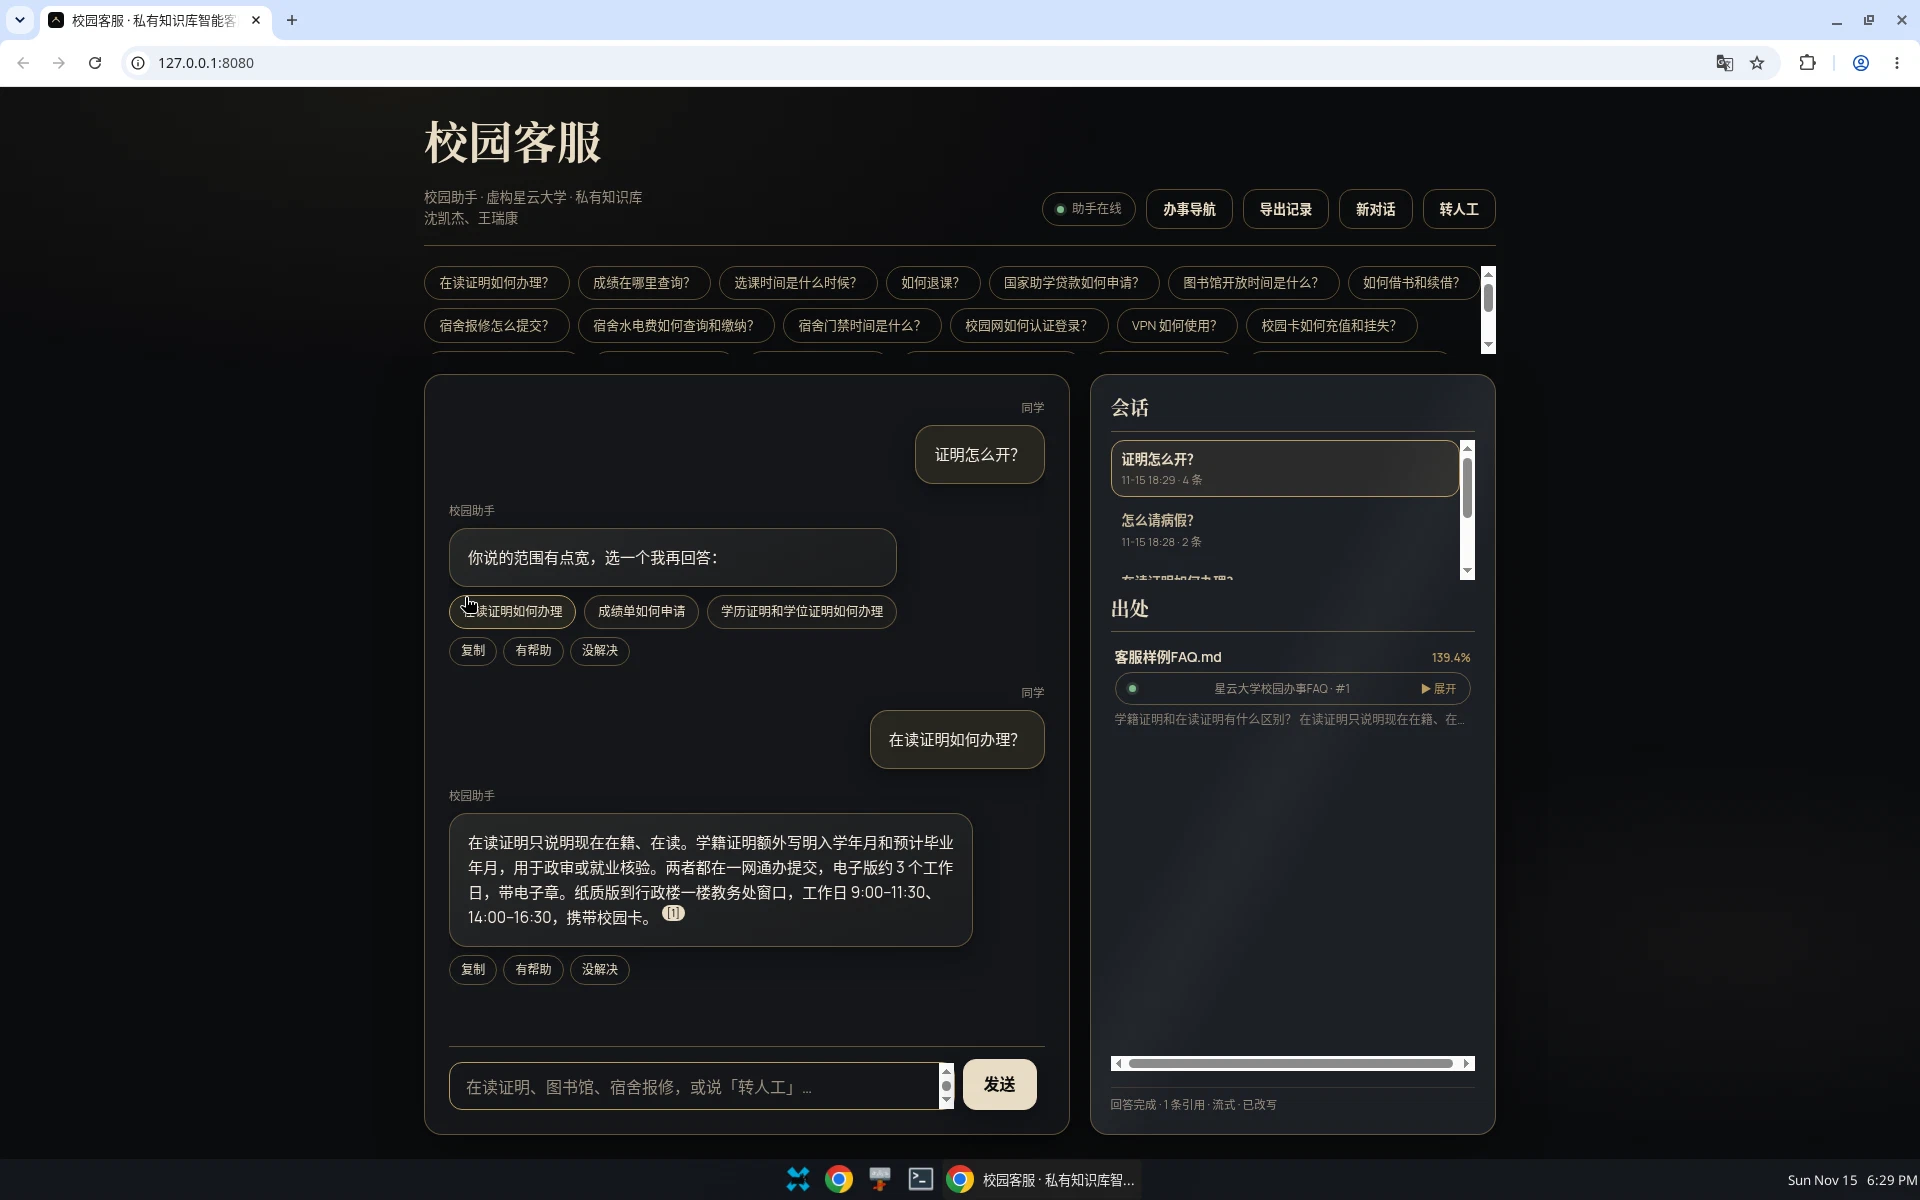 校园客服 · 私有知识库智能客
127.0.0.1:8080
校园客服
校园助手 · 虚构星云大学 · 私有知识库
沈凯杰、王瑞康
助手在线
办事导航
导出记录
新对话
转人工
在读证明如何办理?
成绩在哪里查询?
选课时间是什么时候?
如何退课?
国家助学贷款如何申请?
图书馆开放时间是什么?
如何借书和续借?
宿舍报修怎么提交?
宿舍水电费如何查询和缴纳?
宿舍门禁时间是什么?
校园网如何认证登录?
VPN 如何使用?
校园卡如何充值和挂失?
同学
证明怎么开?
校园助手
你说的范围有点宽，选一个我再回答：
读证明如何办理
成绩单如何申请
学历证明和学位证明如何办理
复制
有帮助
没解决
同学
在读证明如何办理?
校园助手
在读证明只说明现在在籍、在读。学籍证明额外写明入学年月和预计毕业
年月，用于政审或就业核验。两者都在一网通办提交，电子版约 3 个工作
日，带电子章。纸质版到行政楼一楼教务处窗口，工作日 9:00–11:30、
14:00–16:30，携带校园卡。 [1]
复制
有帮助
没解决
在读证明、图书馆、宿舍报修，或说「转人工」…
发送
会话
证明怎么开?
11-15 18:29 · 4 条
怎么请病假?
11-15 18:28 · 2 条
在读证明如何办理?
出处
客服样例FAQ.md
139.4%
星云大学校园办事FAQ · #1
▶ 展开
学籍证明和在读证明有什么区别? 在读证明只说明现在在籍、在…
回答完成 · 1 条引用 · 流式 · 已改写
校园客服 · 私有知识库智...
Sun Nov 15 6:29 PM